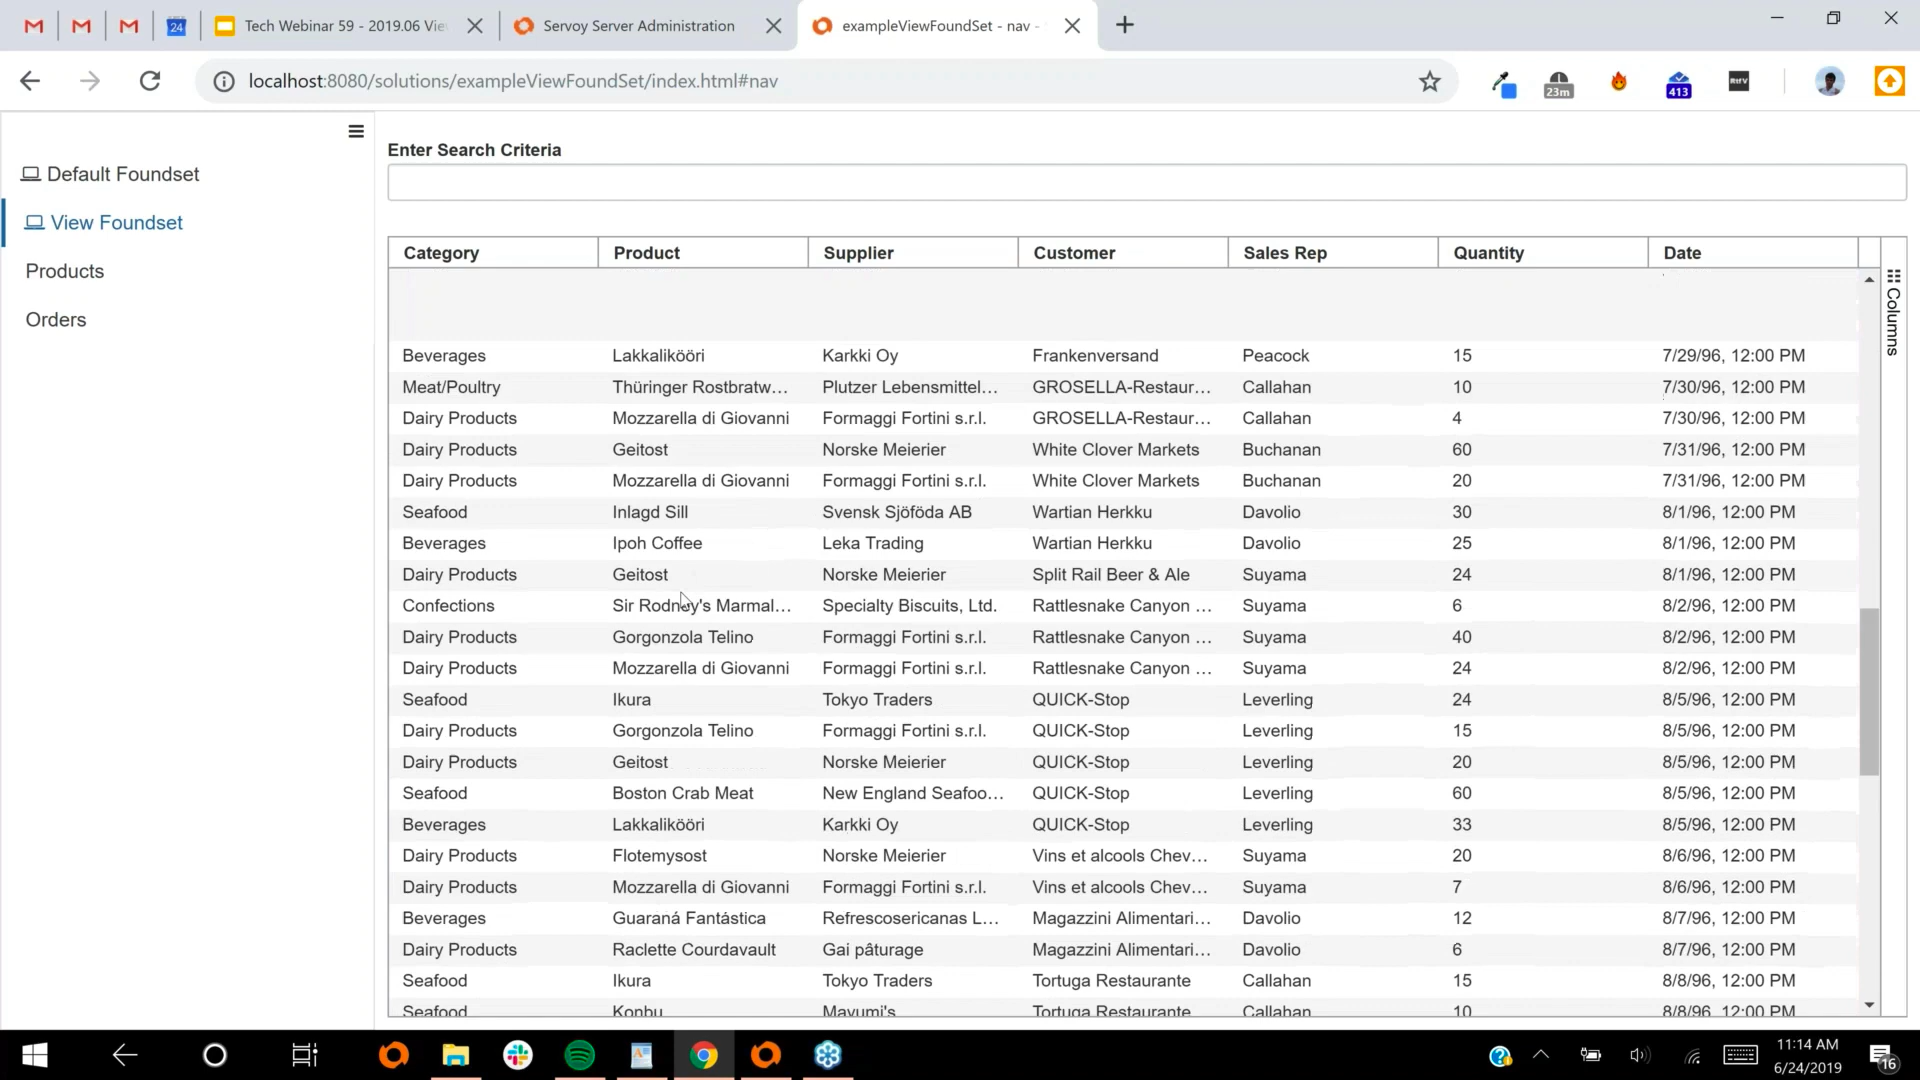 Tech Webinar 59 - 2019.06 Vie
Servoy Server Administration
exampleViewFoundSet - nav -
localhost:8080/solutions/exampleViewFoundSet/index.html#nav
23m
413
24
Default Foundset
View Foundset
Products
Orders
Enter Search Criteria
Category Product Supplier Customer Sales Rep Quantity Date
Columns
Beverages Lakkalikööri Karkki Oy Frankenversand Peacock 15 7/29/96, 12:00 PM
Meat/Poultry Thüringer Rostbratw... Plutzer Lebensmittel... GROSELLA-Restaur... Callahan 10 7/30/96, 12:00 PM
Dairy Products Mozzarella di Giovanni Formaggi Fortini s.r.l. GROSELLA-Restaur... Callahan 4 7/30/96, 12:00 PM
Dairy Products Geitost Norske Meierier White Clover Markets Buchanan 60 7/31/96, 12:00 PM
Dairy Products Mozzarella di Giovanni Formaggi Fortini s.r.l. White Clover Markets Buchanan 20 7/31/96, 12:00 PM
Seafood Inlagd Sill Svensk Sjöföda AB Wartian Herkku Davolio 30 8/1/96, 12:00 PM
Beverages Ipoh Coffee Leka Trading Wartian Herkku Davolio 25 8/1/96, 12:00 PM
Dairy Products Geitost Norske Meierier Split Rail Beer & Ale Suyama 24 8/1/96, 12:00 PM
Confections Sir Rodney's Marmal... Specialty Biscuits, Ltd. Rattlesnake Canyon ... Suyama 6 8/2/96, 12:00 PM
Dairy Products Gorgonzola Telino Formaggi Fortini s.r.l. Rattlesnake Canyon ... Suyama 40 8/2/96, 12:00 PM
Dairy Products Mozzarella di Giovanni Formaggi Fortini s.r.l. Rattlesnake Canyon ... Suyama 24 8/2/96, 12:00 PM
Seafood Ikura Tokyo Traders QUICK-Stop Leverling 24 8/5/96, 12:00 PM
Dairy Products Gorgonzola Telino Formaggi Fortini s.r.l. QUICK-Stop Leverling 15 8/5/96, 12:00 PM
Dairy Products Geitost Norske Meierier QUICK-Stop Leverling 20 8/5/96, 12:00 PM
Seafood Boston Crab Meat New England Seafoo... QUICK-Stop Leverling 60 8/5/96, 12:00 PM
Beverages Lakkalikööri Karkki Oy QUICK-Stop Leverling 33 8/5/96, 12:00 PM
Dairy Products Flotemysost Norske Meierier Vins et alcools Chev... Suyama 20 8/6/96, 12:00 PM
Dairy Products Mozzarella di Giovanni Formaggi Fortini s.r.l. Vins et alcools Chev... Suyama 7 8/6/96, 12:00 PM
Beverages Guaraná Fantástica Refrescosericanas L... Magazzini Alimentari... Davolio 12 8/7/96, 12:00 PM
Dairy Products Raclette Courdavault Gai pâturage Magazzini Alimentari... Davolio 6 8/7/96, 12:00 PM
Seafood Ikura Tokyo Traders Tortuga Restaurante Callahan 15 8/8/96, 12:00 PM
Seafood Konbu Mayumi's Tortuga Restaurante Callahan 10 8/8/96, 12:00 PM
11:14 AM
6/24/2019
16